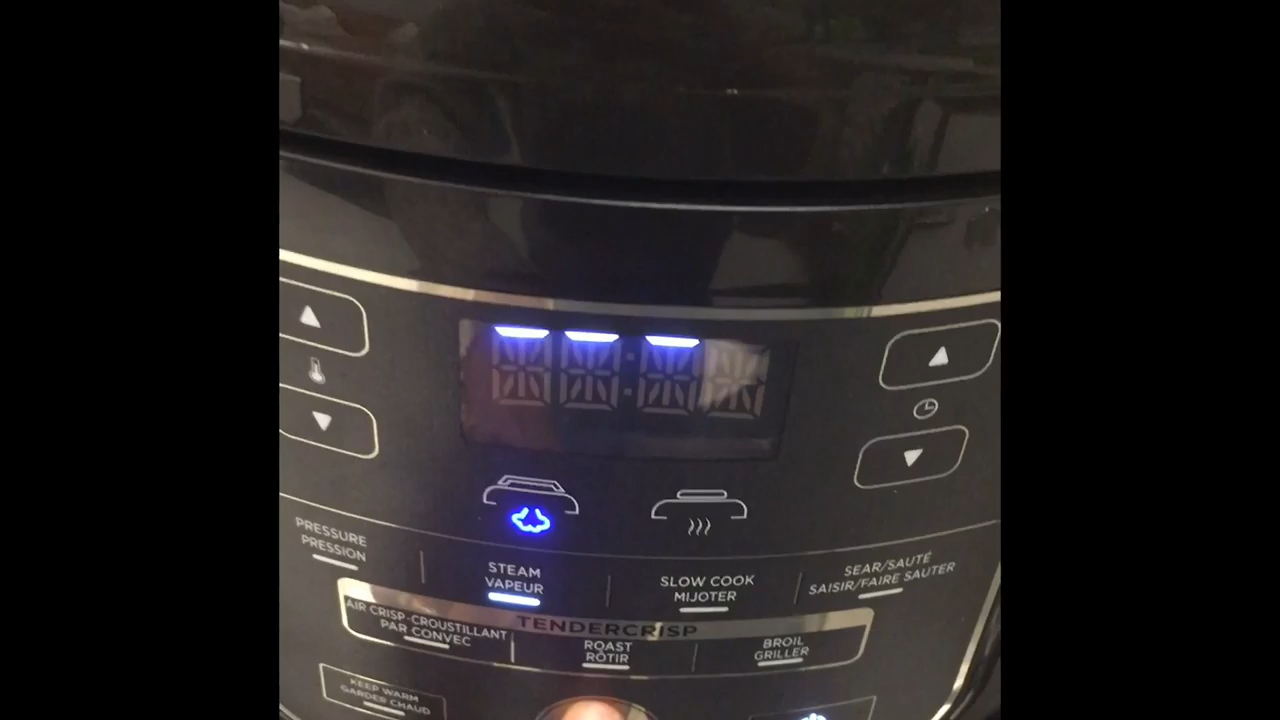 PRESSURE
PRESSION
STEAM
VAPEUR
SLOW COOK
MIJOTER
SEAR/SAUTÉ
SAISIR/FAIRE SAUTER
TENDERCRISP
AIR CRISP-CROUSTILLANT
PAR CONVEC
ROAST
RÔTIR
BROIL
GRILLER
KEEP WARM
GARDER CHAUD